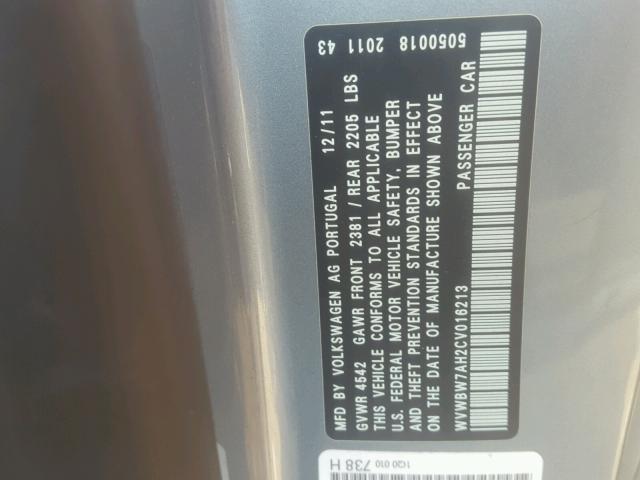 5050018 2011 43
MFD BY VOLKSWAGEN AG PORTUGAL 12/11
GVWR 4542 GAWR FRONT 2381 / REAR 2205 LBS
THIS VEHICLE CONFORMS TO ALL APPLICABLE
U.S. FEDERAL MOTOR VEHICLE SAFETY, BUMPER
AND THEFT PREVENTION STANDARDS IN EFFECT
ON THE DATE OF MANUFACTURE SHOWN ABOVE
WVWBW7AH2CV016213 PASSENGER CAR
1Q0 010 738 H